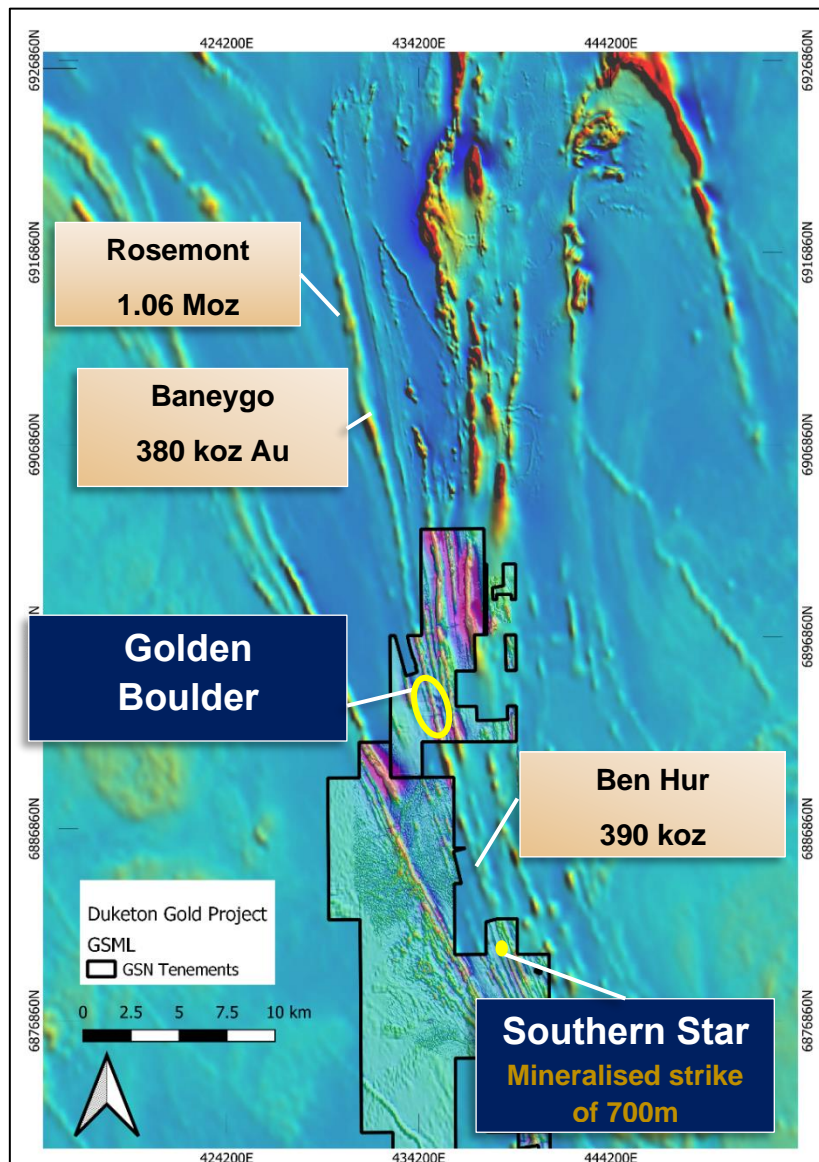 424200E 434200E 444200E
6926860N 6926860N
6916860N 6916860N
6906860N 6906860N
6896860N
6886860N 6886860N
6876860N 6876860N
Rosemont
1.06 Moz
Baneygo
380 koz Au
Golden
Boulder
Ben Hur
390 koz
Duketon Gold Project
GSML
GSN Tenements
0 2.5 5 7.5 10 km
Southern Star
Mineralised strike
of 700m
424200E 434200E 444200E